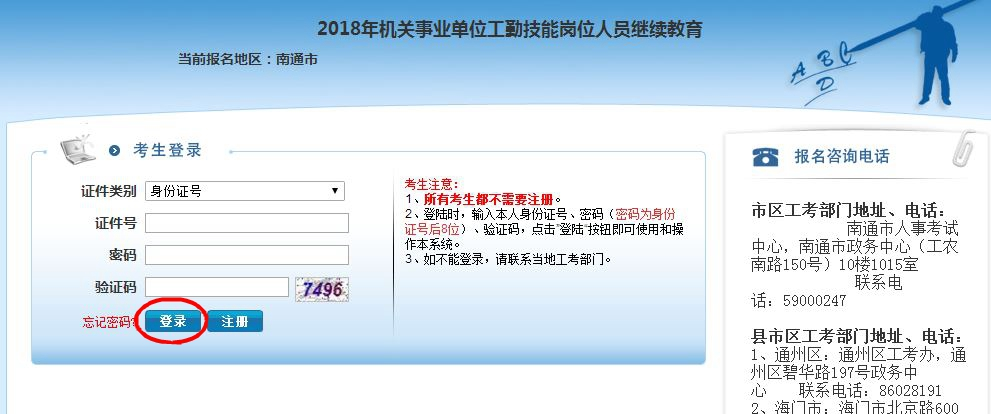 2018年机关事业单位工勤技能岗位人员继续教育
当前报名地区：南通市
A B C
D
考生登录
证件类别 身份证号
证件号
密码
验证码 7496
忘记密码? 登录 注册
考生注意：
1、所有考生都不需要注册。
2、登陆时，输入本人身份证号、密码（密码为身份
证号后8位）、验证码，点击"登陆"按钮即可使用和操
作本系统。
3、如不能登录，请联系当地工考部门。
报名咨询电话
市区工考部门地址、电话：
南通市人事考试
中心，南通市政务中心（工农
南路150号）10楼1015室
联系电
话：59000247
县市区工考部门地址、电话：
1、通州区：通州区工考办，通
州区碧华路197号政务中
心 联系电话：86028191
2、海门市：海门市北京路600